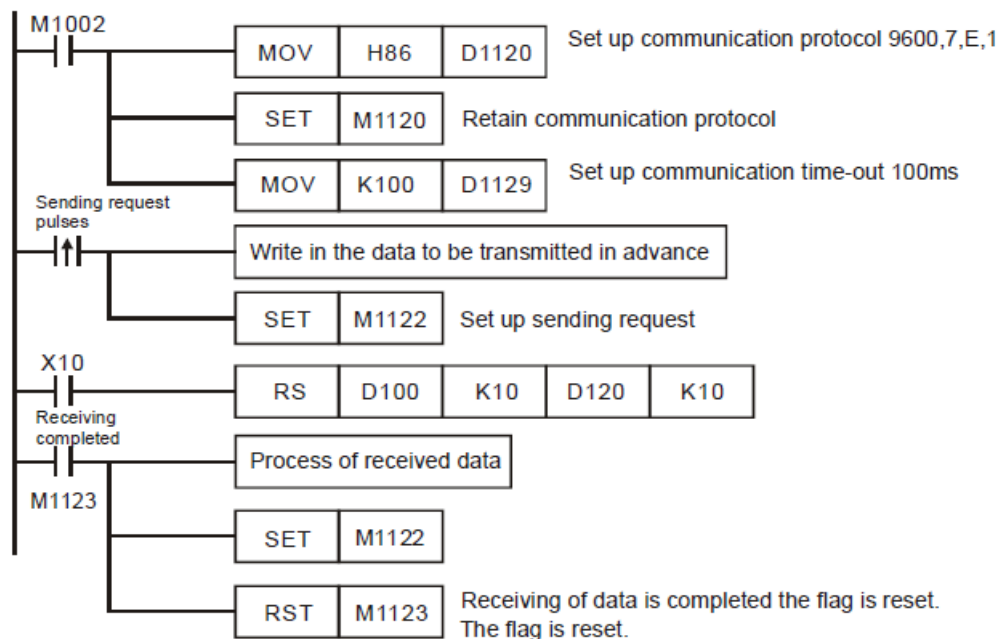 M1002
MOV H86 D1120 Set up communication protocol 9600,7,E,1
SET M1120 Retain communication protocol
MOV K100 D1129 Set up communication time-out 100ms
Sending request
pulses
Write in the data to be transmitted in advance
SET M1122 Set up sending request
X10
RS D100 K10 D120 K10
Receiving
completed
Process of received data
M1123
SET M1122
RST M1123 Receiving of data is completed the flag is reset.
The flag is reset.